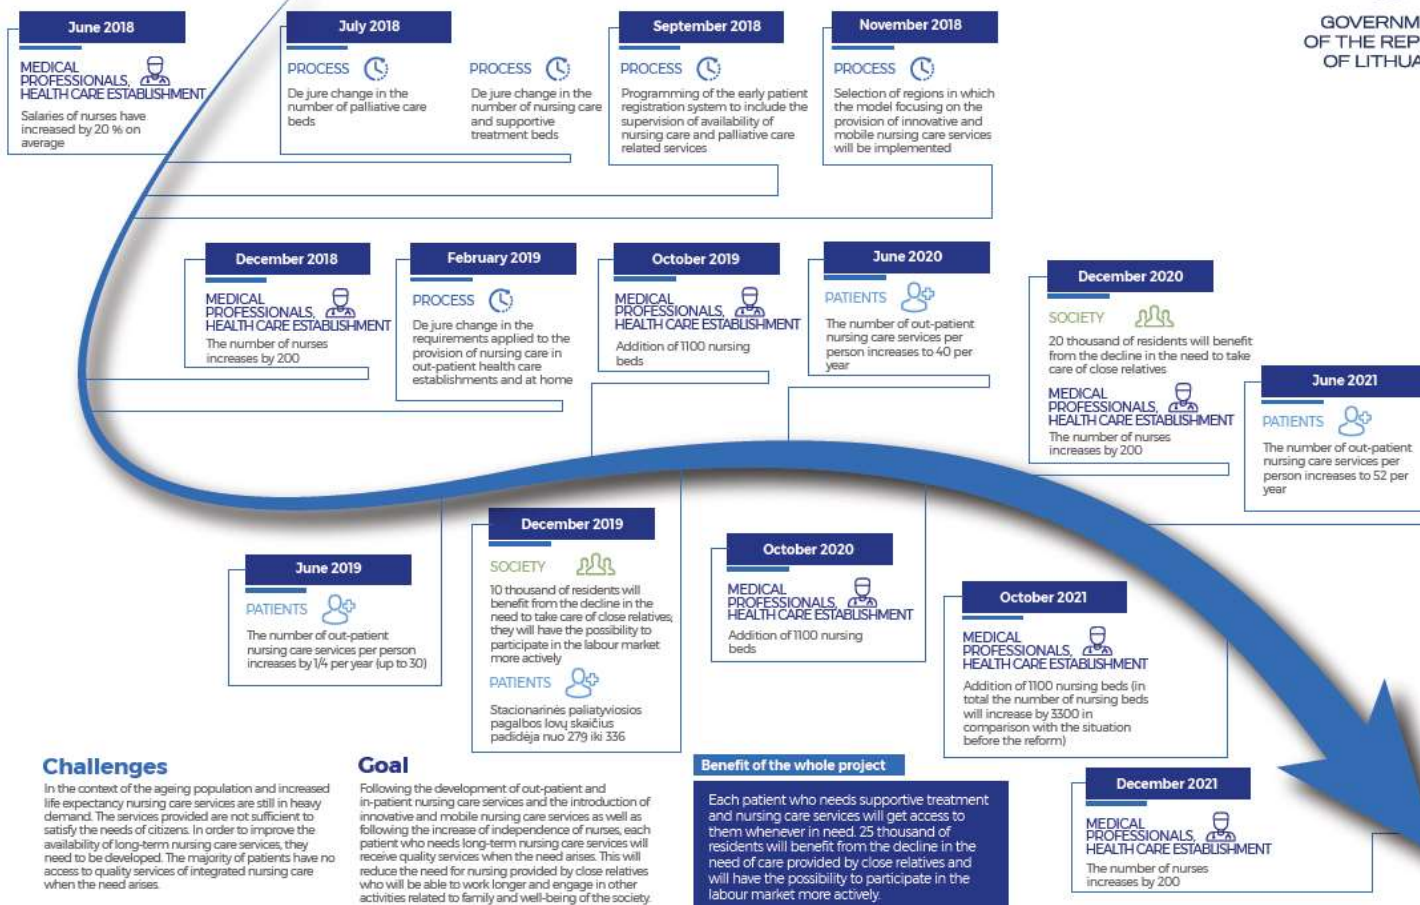 GOVERNM
OF THE REP
OF LITHUA
June 2018
MEDICAL
PROFESSIONALS,
HEALTH CARE ESTABLISHMENT
Salaries of nurses have
increased by 20 % on
average
July 2018
PROCESS
De jure change in the
number of palliative care
beds
PROCESS
De jure change in the
number of nursing care
and supportive
treatment beds
September 2018
PROCESS
Programming of the early patient
registration system to include the
supervision of availability of
nursing care and palliative care
related services
November 2018
PROCESS
Selection of regions in which
the model focusing on the
provision of innovative and
mobile nursing care services
will be implemented
December 2018
MEDICAL
PROFESSIONALS,
HEALTH CARE ESTABLISHMENT
The number of nurses
increases by 200
February 2019
PROCESS
De jure change in the
requirements applied to the
provision of nursing care in
out-patient health care
establishments and at home
October 2019
MEDICAL
PROFESSIONALS,
HEALTH CARE ESTABLISHMENT
Addition of 1100 nursing
beds
June 2020
PATIENTS
The number of out-patient
nursing care services per
person increases to 40 per
year
December 2020
SOCIETY
20 thousand of residents will benefit
from the decline in the need to take
care of close relatives
MEDICAL
PROFESSIONALS,
HEALTH CARE ESTABLISHMENT
The number of nurses
increases by 200
June 2021
PATIENTS
The number of out-patient
nursing care services per
person increases to 52 per
year
June 2019
PATIENTS
The number of out-patient
nursing care services per person
increases by 1/4 per year (up to 30)
December 2019
SOCIETY
10 thousand of residents will
benefit from the decline in the
need to take care of close relatives;
they will have the possibility to
participate in the labour market
more actively
PATIENTS
Stacionarinės paliatyviosios
pagalbos lovų skaičius
padidėja nuo 279 iki 336
October 2020
MEDICAL
PROFESSIONALS,
HEALTH CARE ESTABLISHMENT
Addition of 1100 nursing
beds
October 2021
MEDICAL
PROFESSIONALS,
HEALTH CARE ESTABLISHMENT
Addition of 1100 nursing beds (in
total the number of nursing beds
will increase by 3300 in
comparison with the situation
before the reform)
December 2021
MEDICAL
PROFESSIONALS,
HEALTH CARE ESTABLISHMENT
The number of nurses
increases by 200
Challenges
In the context of the ageing population and increased
life expectancy nursing care services are still in heavy
demand. The services provided are not sufficient to
satisfy the needs of citizens. In order to improve the
availability of long-term nursing care services, they
need to be developed. The majority of patients have no
access to quality services of integrated nursing care
when the need arises.
Goal
Following the development of out-patient and
in-patient nursing care services and the introduction of
innovative and mobile nursing care services as well as
following the increase of independence of nurses, each
patient who needs long-term nursing care services will
receive quality services when the need arises. This will
reduce the need for nursing provided by close relatives
who will be able to work longer and engage in other
activities related to family and well-being of the society.
Benefit of the whole project
Each patient who needs supportive treatment
and nursing care services will get access to
them whenever in need. 25 thousand of
residents will benefit from the decline in the
need of care provided by close relatives and
will have the possibility to participate in the
labour market more actively.